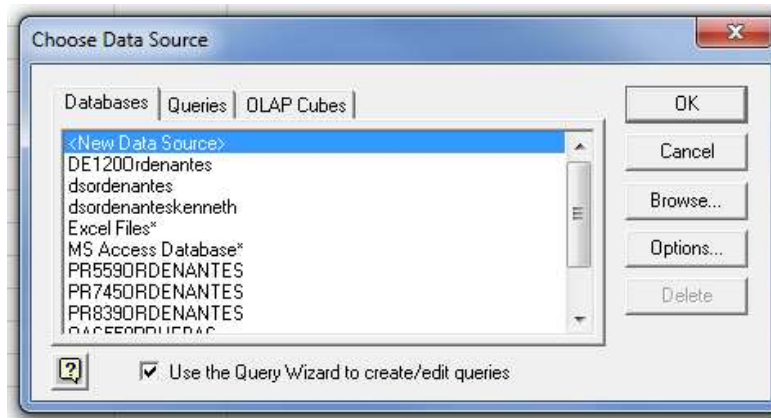 Choose Data Source
Databases Queries OLAP Cubes
<New Data Source>
DE120Ordenantes
dsordenantes
dsordenanteskenneth
Excel Files*
MS Access Database*
PR559ORDENANTES
PR745ORDENANTES
PR839ORDENANTES
OK
Cancel
Browse...
Options...
Delete
Use the Query Wizard to create/edit queries